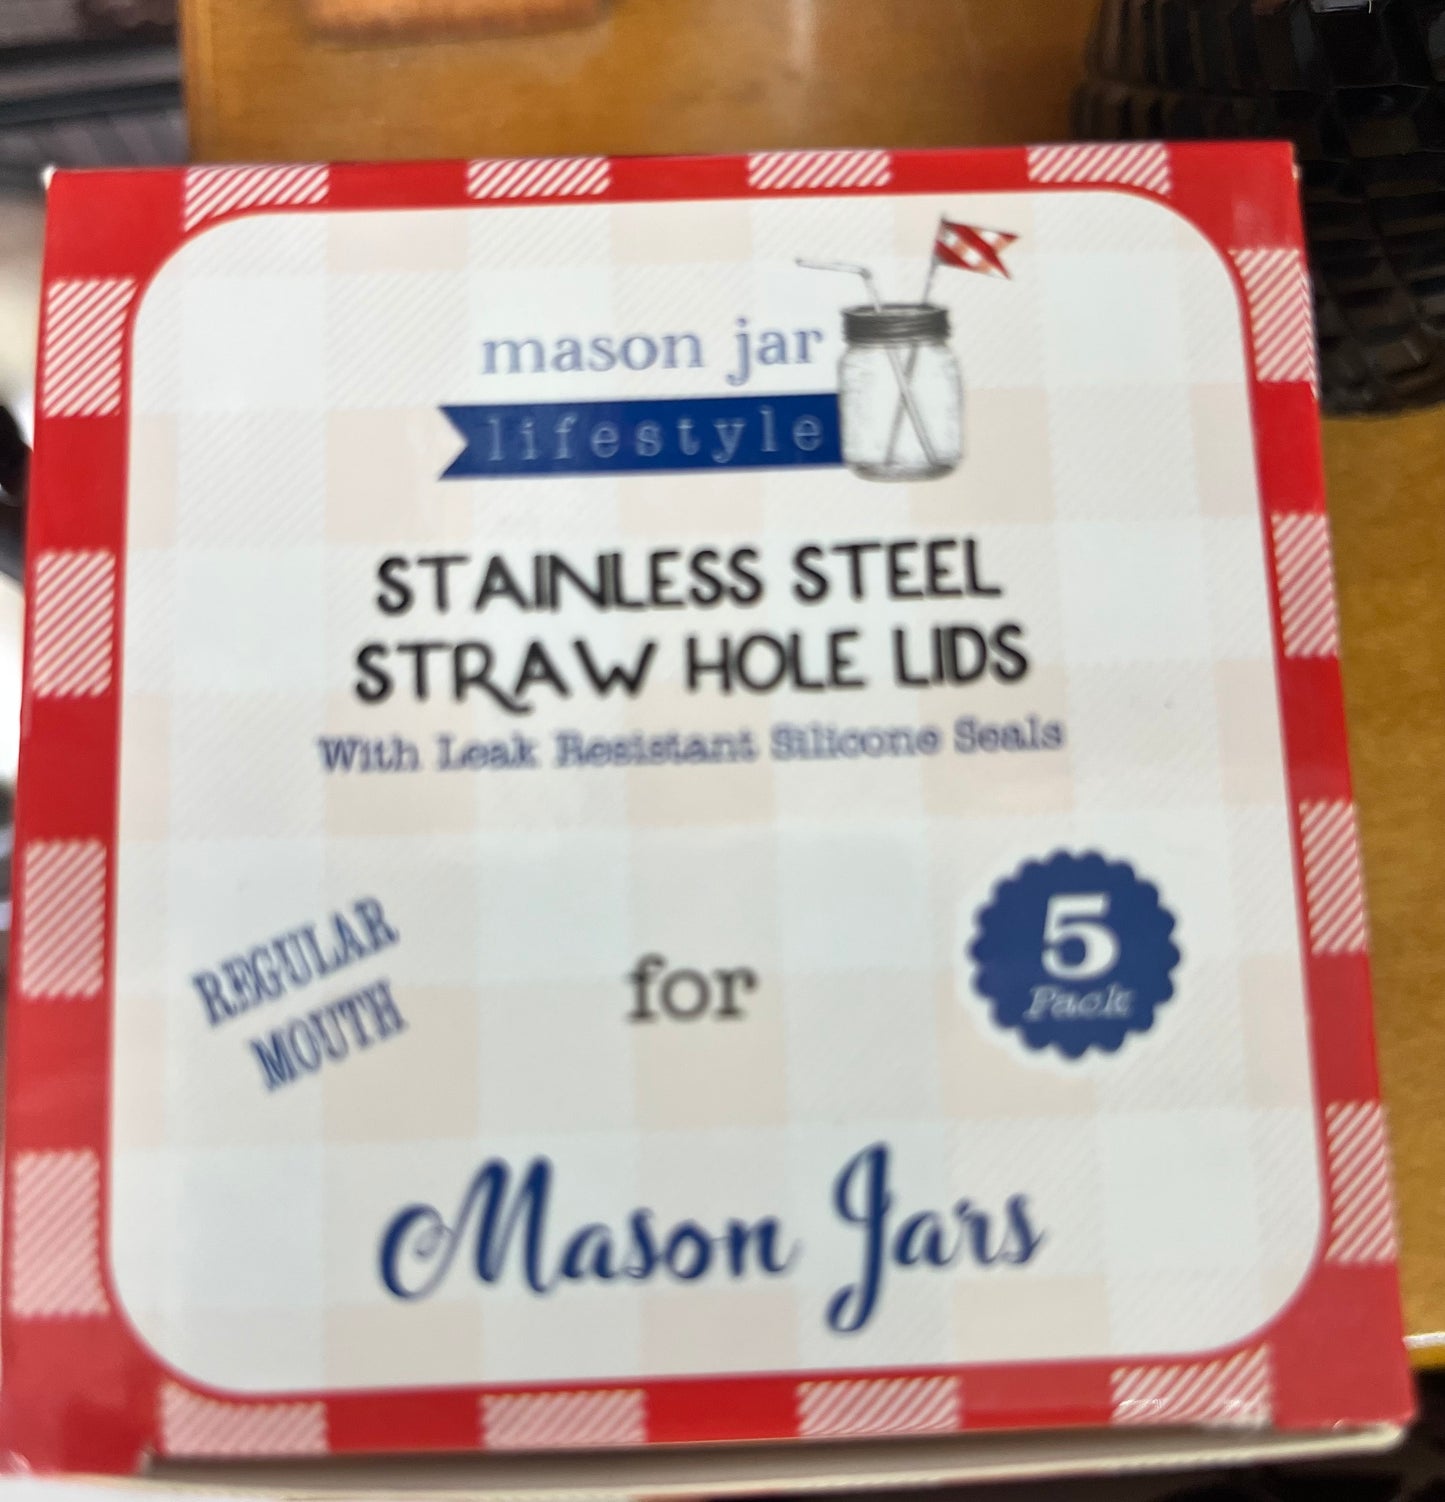 mason jar
lifestyle
STAINLESS STEEL
STRAW HOLE LIDS
With Leak Resistant Silicone Seals
REGULAR
MOUTH
for
5
Pack
Mason Jars